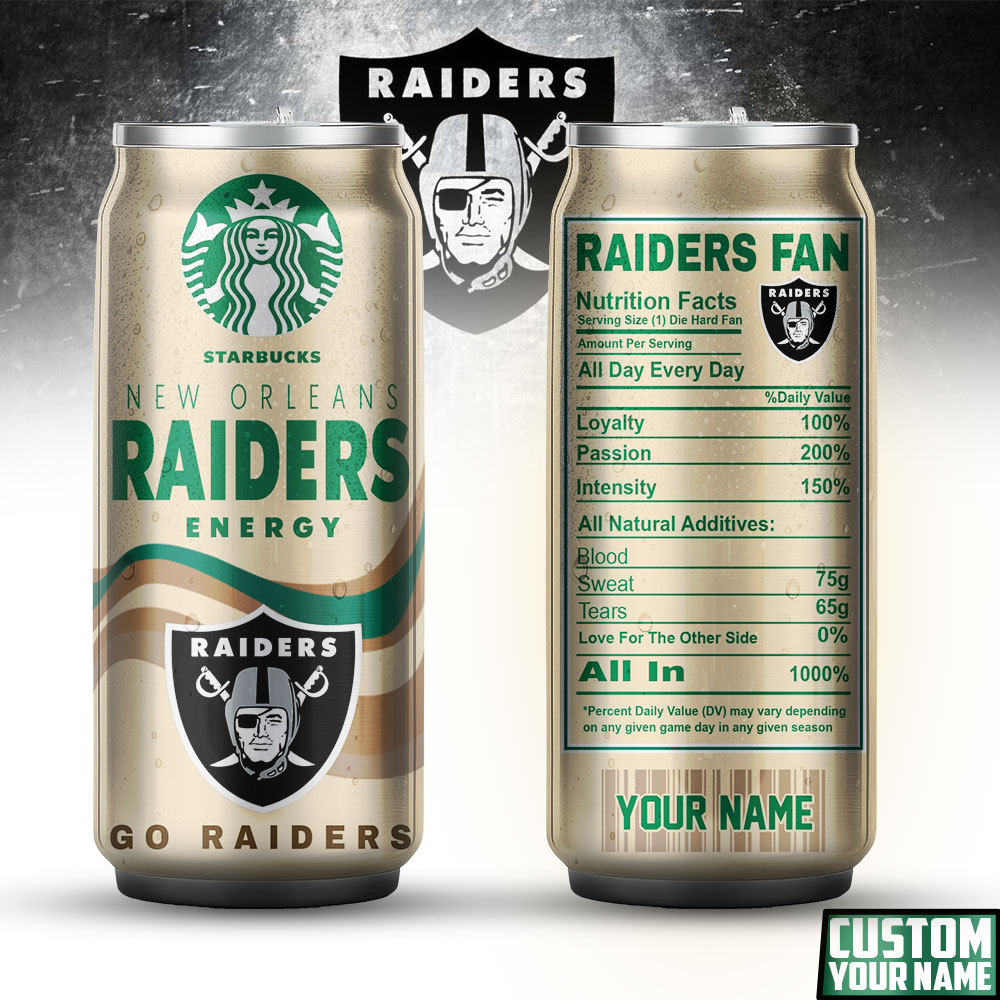 RAIDERS
STARBUCKS
NEW ORLEANS
RAIDERS
ENERGY
RAIDERS
GO RAIDERS
RAIDERS FAN
Nutrition Facts
Serving Size (1) Die Hard Fan
RAIDERS
Amount Per Serving
All Day Every Day
%Daily Value
Loyalty 100%
Passion 200%
Intensity 150%
All Natural Additives:
Blood
Sweat 75g
Tears 65g
Love For The Other Side 0%
All In 1000%
*Percent Daily Value (DV) may vary depending
on any given game day in any given season
YOUR NAME
CUSTOM
YOUR NAME